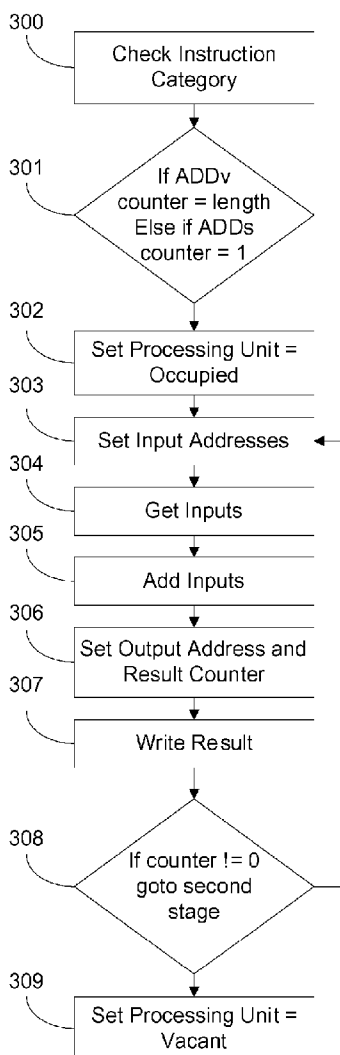 300
Check Instruction
Category
301
If ADDv
counter = length
Else if ADDs
counter = 1
302
Set Processing Unit =
Occupied
303
Set Input Addresses
304
Get Inputs
305
Add Inputs
306
Set Output Address and
Result Counter
307
Write Result
308
If counter != 0
goto second
stage
309
Set Processing Unit =
Vacant